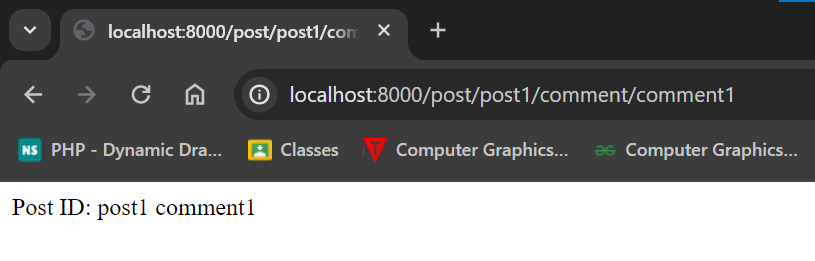 localhost:8000/post/post1/com
localhost:8000/post/post1/comment/comment1
NS PHP - Dynamic Dra... Classes T Computer Graphics... Computer Graphics...
Post ID: post1 comment1